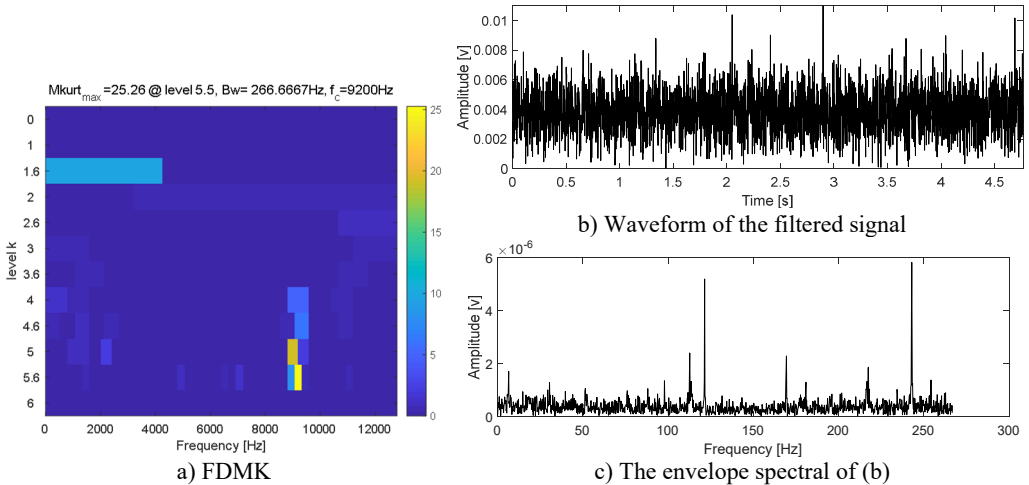 Mkurtmax=25.26 @ level 5.5, Bw= 266.6667Hz, fc=9200Hz
level k
0
1
1.6
2
2.6
3
3.6
4
4.6
5
5.6
6
0 2000 4000 6000 8000 10000 12000
Frequency [Hz]
25
20
15
10
5
0
a) FDMK
Amplitude [v]
0.01
0.008
0.006
0.004
0.002
0
0 0.5 1 1.5 2 2.5 3 3.5 4 4.5
Time [s]
b) Waveform of the filtered signal
×10-6
Amplitude [v]
6
4
2
0
0 50 100 150 200 250 300
Frequency [Hz]
c) The envelope spectral of (b)